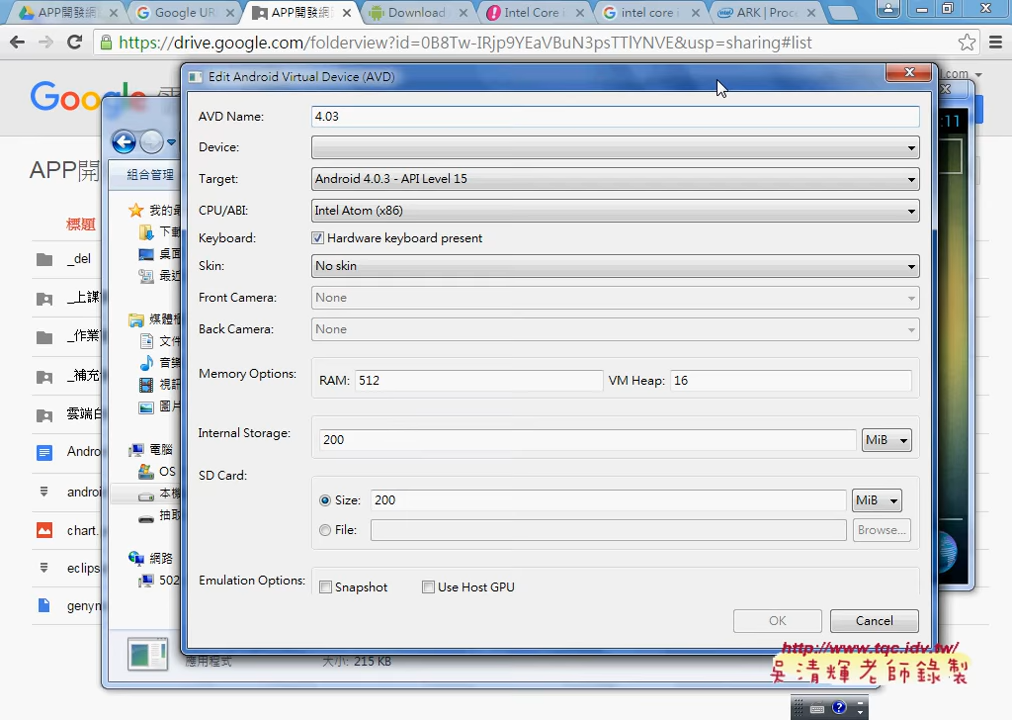 APP開發網
Google UR
APP開發網
Download
Intel Core i
intel core i
ARK | Proce
https://drive.google.com/folderview?id=0B8Tw-IRjp9YEaVBuN3psTTlYNVE&usp=sharing#list
Google
.com
Edit Android Virtual Device (AVD)
AVD Name:
4.03
:11
Device:
APP開
組合管理
Target:
Android 4.0.3 - API Level 15
標題
我的最
CPU/ABI:
Intel Atom (x86)
下載
Keyboard:
Hardware keyboard present
_del
桌面
Skin:
No skin
最近
_上課
Front Camera:
None
媒體櫃
_作業
文件
Back Camera:
None
音樂
_補充
視訊
Memory Options:
RAM:
512
VM Heap:
16
圖片
雲端白
Internal Storage:
200
MiB
Andro
電腦
OS
SD Card:
androi
本機
Size:
200
MiB
抽取
chart.
File:
Browse...
網路
eclips
502
Emulation Options:
Snapshot
Use Host GPU
genym
OK
Cancel
http://www.tqc.idv.tw/
應用程式
大小: 215 KB
吳清輝老師錄製